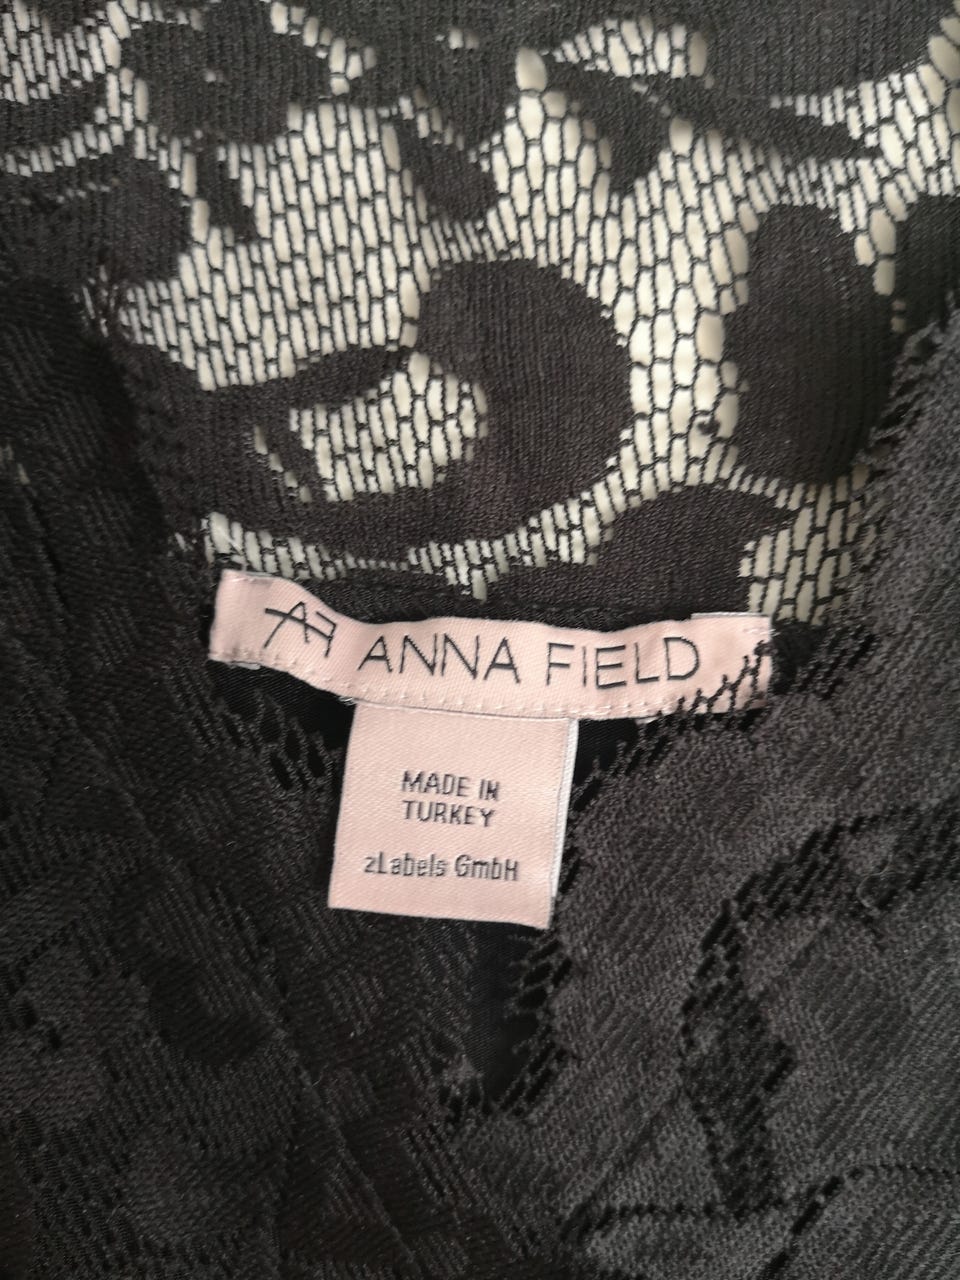 AF ANNA FIELD
MADE IN
TURKEY
zLabels GmbH